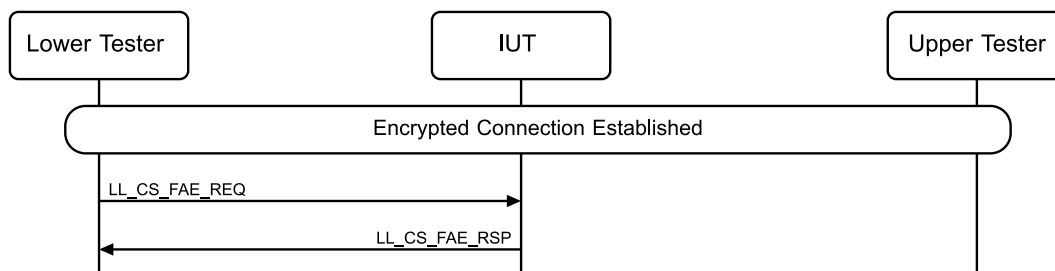 Lower Tester
IUT
Upper Tester
Encrypted Connection Established
LL_CS_FAE_REQ
LL_CS_FAE_RSP